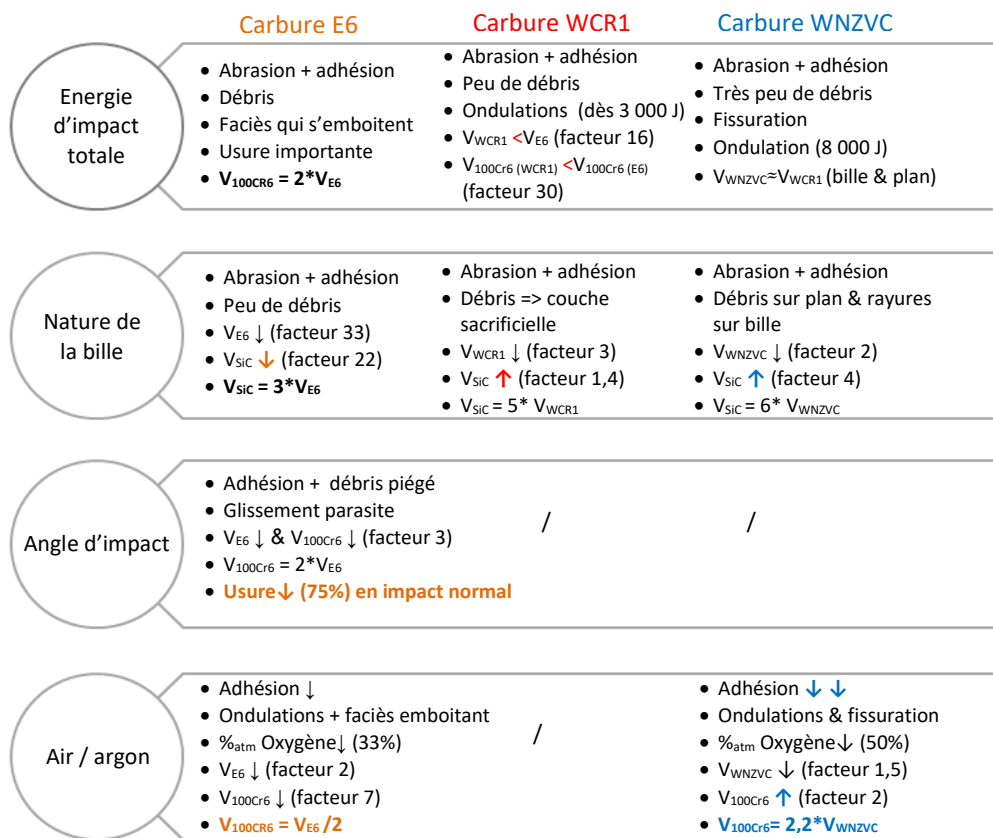 Carbure E6
Carbure WCR1
Carbure WNZVC
Energie
d’impact
totale
• Abrasion + adhésion
• Débris
• Faciès qui s’emboitent
• Usure importante
• V100CR6 = 2*VE6
• Abrasion + adhésion
• Peu de débris
• Ondulations (dès 3 000 J)
• VWCR1 <VE6 (facteur 16)
• V100Cr6 (WCR1) <V100Cr6 (E6)
(facteur 30)
• Abrasion + adhésion
• Très peu de débris
• Fissuration
• Ondulation (8 000 J)
• VWNZVC≈VWCR1 (bille & plan)
Nature de
la bille
• Abrasion + adhésion
• Peu de débris
• VE6 ↓ (facteur 33)
• VSiC ↓ (facteur 22)
• VSiC = 3*VE6
• Abrasion + adhésion
• Débris => couche
sacrificielle
• VWCR1 ↓ (facteur 3)
• VSiC ↑ (facteur 1,4)
• VSiC = 5* VWCR1
• Abrasion + adhésion
• Débris sur plan & rayures
sur bille
• VWNZVC ↓ (facteur 2)
• VSiC ↑ (facteur 4)
• VSiC = 6* VWNZVC
Angle d’impact
• Adhésion + débris piégé
• Glissement parasite
• VE6 ↓ & V100Cr6 ↓ (facteur 3)
• V100Cr6 = 2*VE6
• Usure↓ (75%) en impact normal
/
/
Air / argon
• Adhésion ↓
• Ondulations + faciès emboitant
• %atm Oxygène↓ (33%)
• VE6 ↓ (facteur 2)
• V100Cr6 ↓ (facteur 7)
• V100CR6 = VE6 /2
/
• Adhésion ↓ ↓
• Ondulations & fissuration
• %atm Oxygène↓ (50%)
• VWNZVC ↓ (facteur 1,5)
• V100Cr6 ↑ (facteur 2)
• V100Cr6= 2,2*VWNZVC